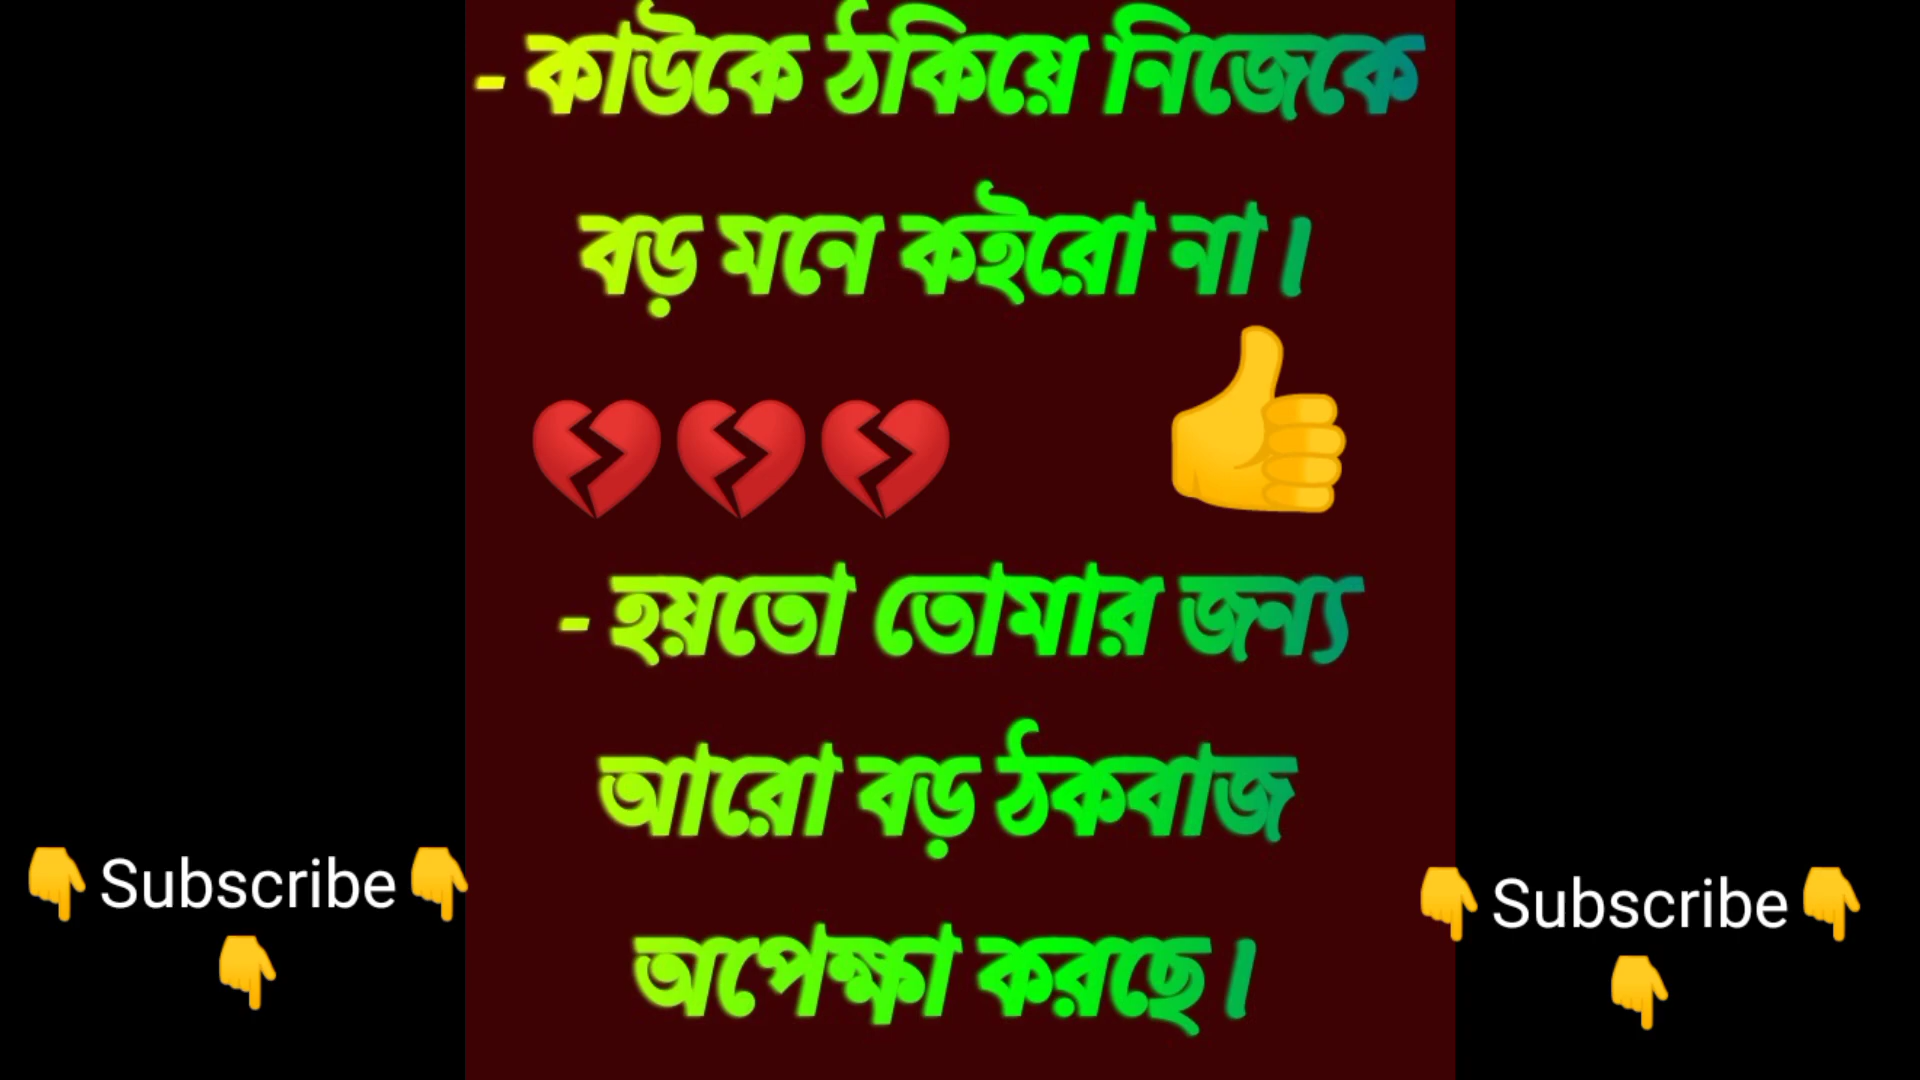 - কাউকে ঠকিয়ে নিজেকে
বড় মনে কইরো না।
💔💔💔 👍
- হয়তো তোমার জন্য
আরো বড় ঠকবাজ
👇Subscribe👇
👇
👇Subscribe👇
👇
অপেক্ষা করছে।